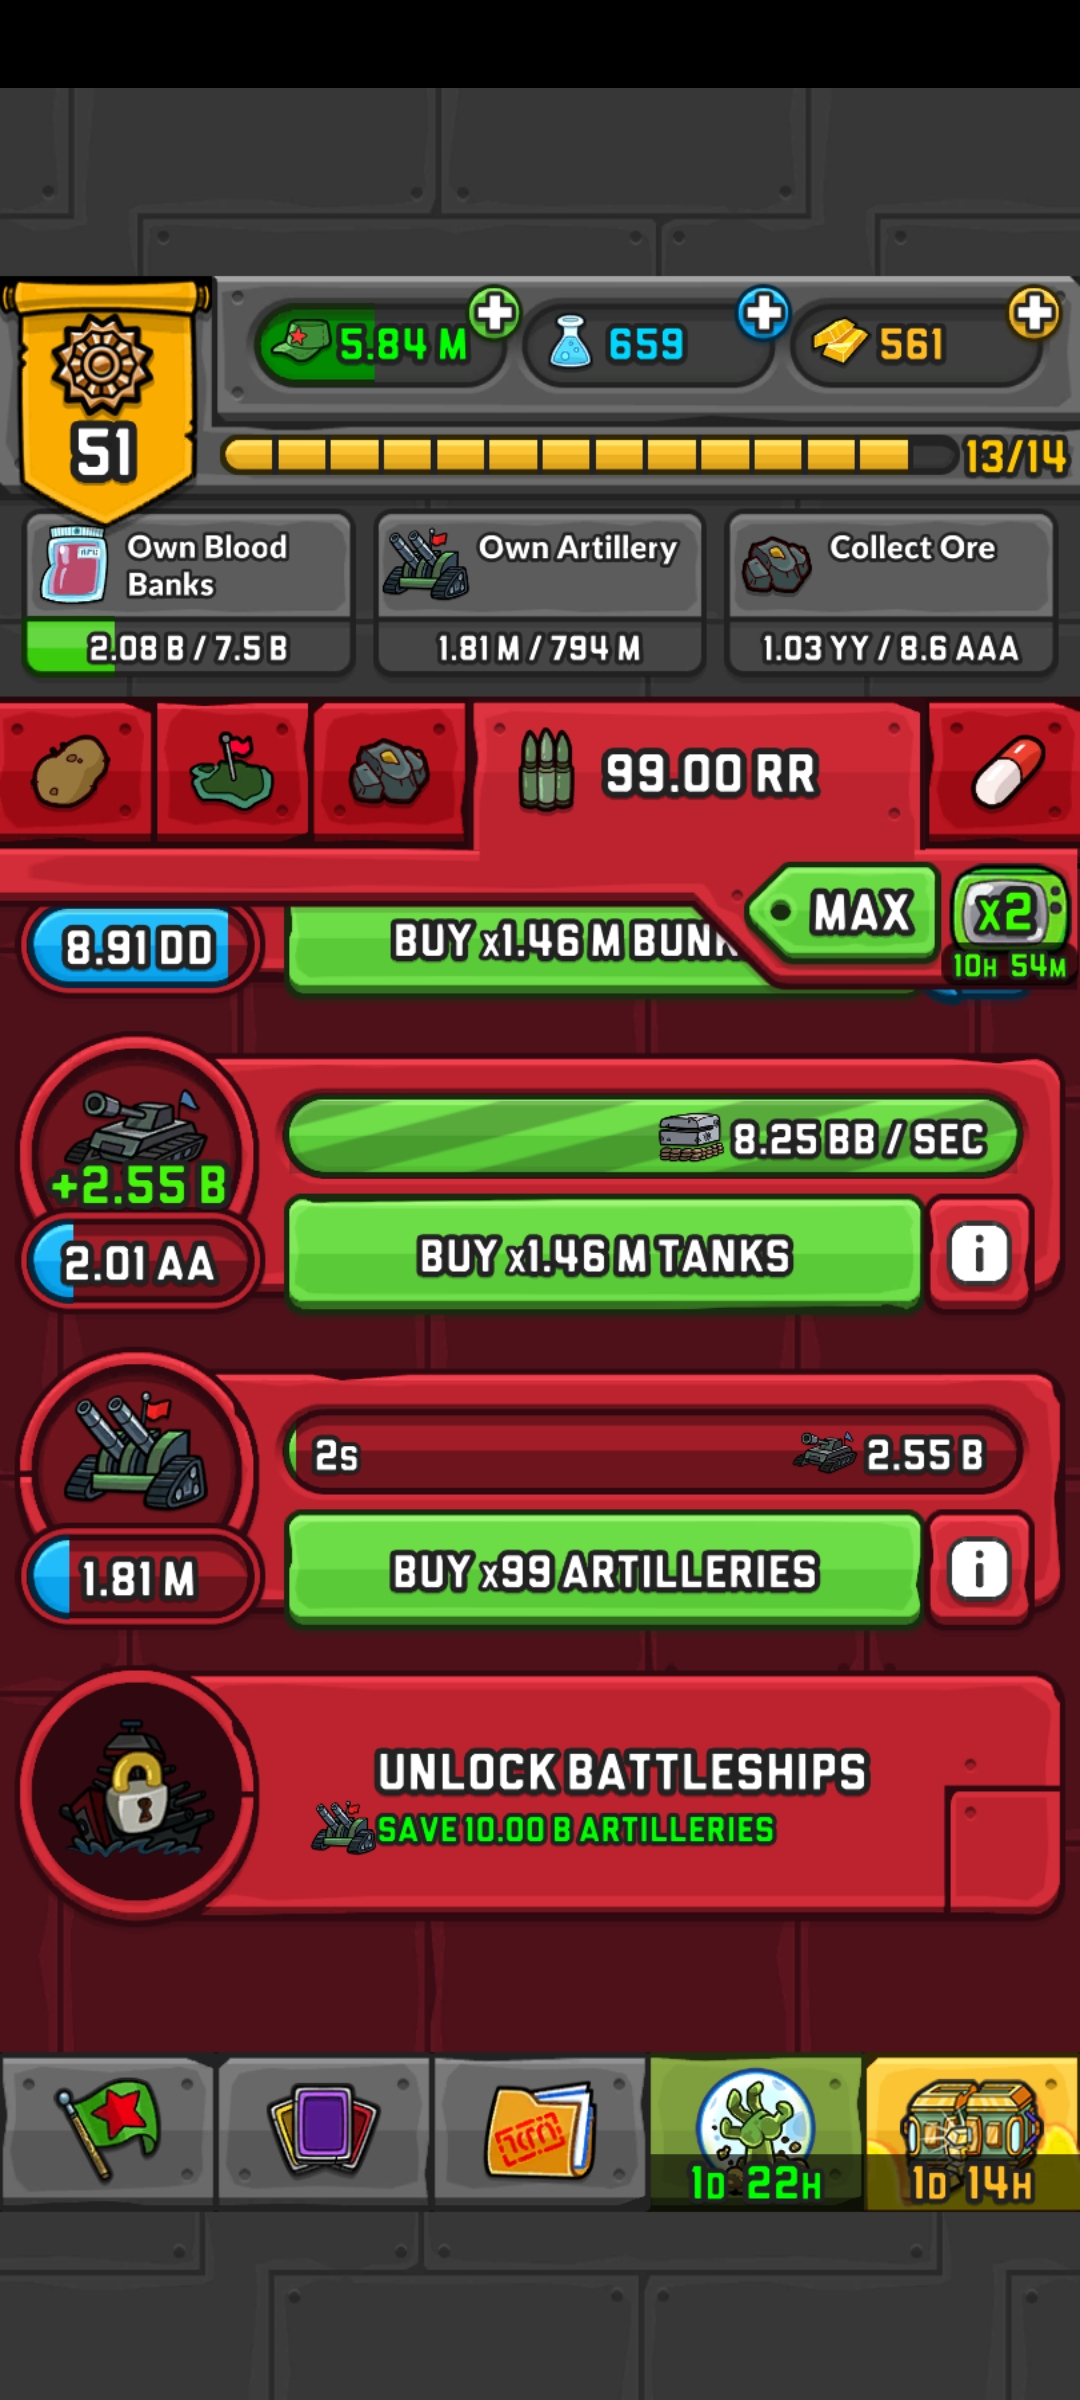 5.84 M
659
561
51
13/14
Own Blood
Banks
2.08 B / 7.5 B
Own Artillery
1.81 M / 794 M
Collect Ore
1.03 YY / 8.6 AAA
99.00 RR
MAX
x2
10H 54M
8.91 DD
BUY x1.46 M BUNK
8.25 BB / SEC
+2.55 B
2.01 AA
BUY x1.46 M TANKS
i
2s
2.55 B
1.81 M
BUY x99 ARTILLERIES
i
UNLOCK BATTLESHIPS
SAVE 10.00 B ARTILLERIES
1D 22H
1D 14H